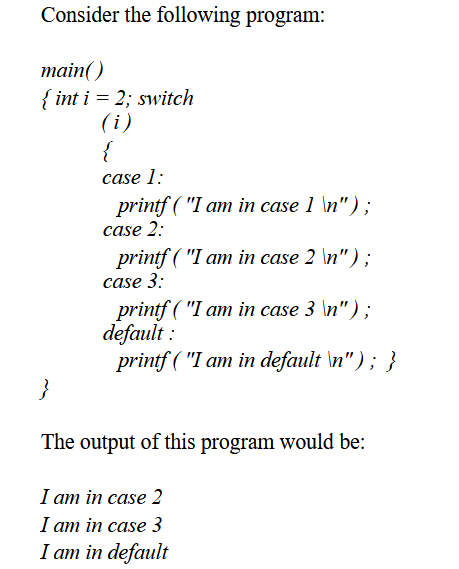 Consider the following program:
main( )
{ int i = 2; switch
( i )
{
case 1:
printf ( "I am in case 1 \n" ) ;
case 2:
printf ( "I am in case 2 \n" ) ;
case 3:
printf ( "I am in case 3 \n" ) ;
default :
printf ( "I am in default \n" ) ; }
}
The output of this program would be:
I am in case 2
I am in case 3
I am in default